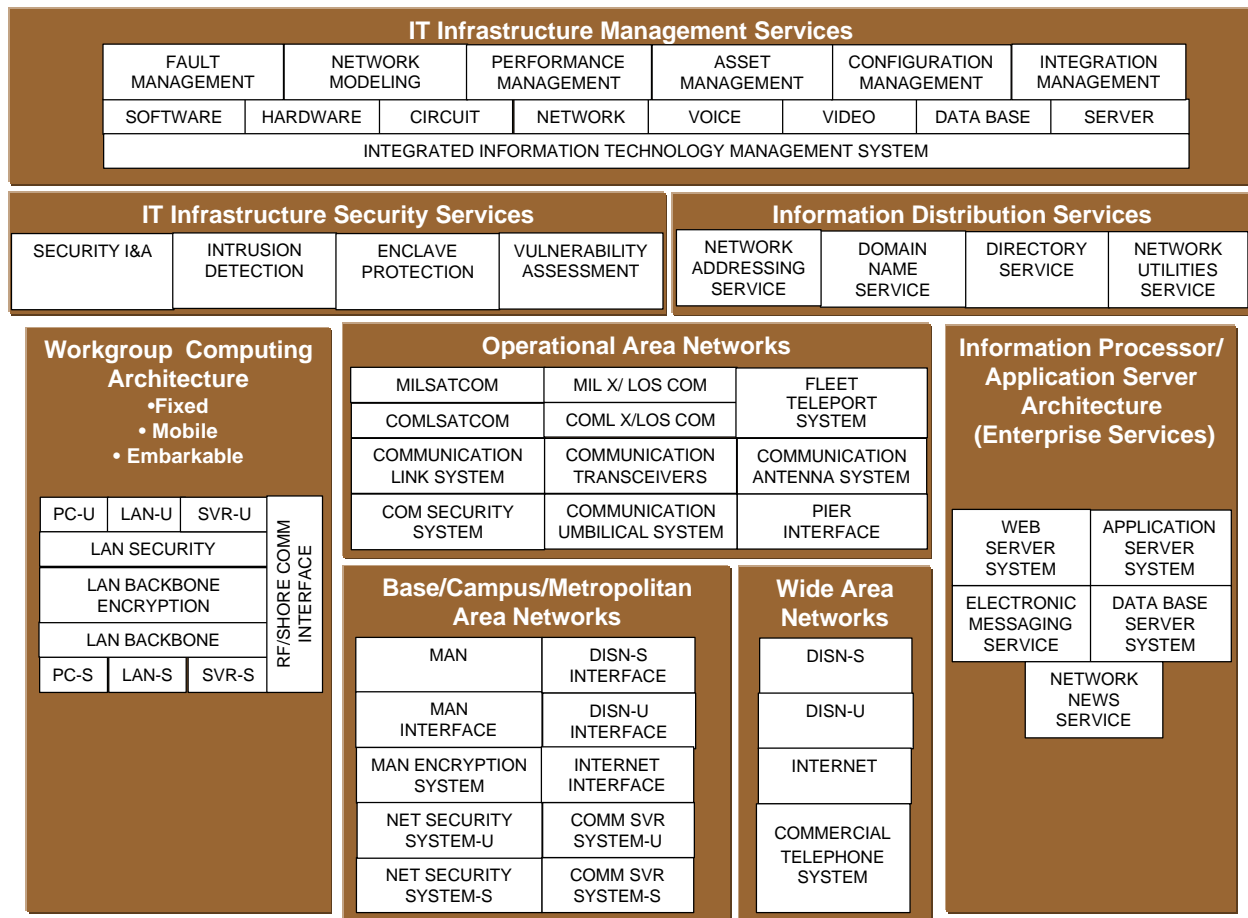 IT Infrastructure Management Services
FAULT
MANAGEMENT
NETWORK
MODELING
PERFORMANCE
MANAGEMENT
ASSET
MANAGEMENT
CONFIGURATION
MANAGEMENT
INTEGRATION
MANAGEMENT
SOFTWARE
HARDWARE
CIRCUIT
NETWORK
VOICE
VIDEO
DATA BASE
SERVER
INTEGRATED INFORMATION TECHNOLOGY MANAGEMENT SYSTEM
IT Infrastructure Security Services
SECURITY I&A
INTRUSION
DETECTION
ENCLAVE
PROTECTION
VULNERABILITY
ASSESSMENT
Information Distribution Services
NETWORK
ADDRESSING
SERVICE
DOMAIN
NAME
SERVICE
DIRECTORY
SERVICE
NETWORK
UTILITIES
SERVICE
Workgroup Computing
Architecture
•Fixed
• Mobile
• Embarkable
PC-U
LAN-U
SVR-U
LAN SECURITY
LAN BACKBONE
ENCRYPTION
LAN BACKBONE
PC-S
LAN-S
SVR-S
RF/SHORE COMM
INTERFACE
Operational Area Networks
MILSATCOM
MIL X/ LOS COM
FLEET
TELEPORT
SYSTEM
COMLSATCOM
COML X/LOS COM
COMMUNICATION
LINK SYSTEM
COMMUNICATION
TRANSCEIVERS
COMMUNICATION
ANTENNA SYSTEM
COM SECURITY
SYSTEM
COMMUNICATION
UMBILICAL SYSTEM
PIER
INTERFACE
Base/Campus/Metropolitan
Area Networks
MAN
DISN-S
INTERFACE
MAN
INTERFACE
DISN-U
INTERFACE
MAN ENCRYPTION
SYSTEM
INTERNET
INTERFACE
NET SECURITY
SYSTEM-U
COMM SVR
SYSTEM-U
NET SECURITY
SYSTEM-S
COMM SVR
SYSTEM-S
Wide Area
Networks
DISN-S
DISN-U
INTERNET
COMMERCIAL
TELEPHONE
SYSTEM
Information Processor/
Application Server
Architecture
(Enterprise Services)
WEB
SERVER
SYSTEM
APPLICATION
SERVER
SYSTEM
ELECTRONIC
MESSAGING
SERVICE
DATA BASE
SERVER
SYSTEM
NETWORK
NEWS
SERVICE